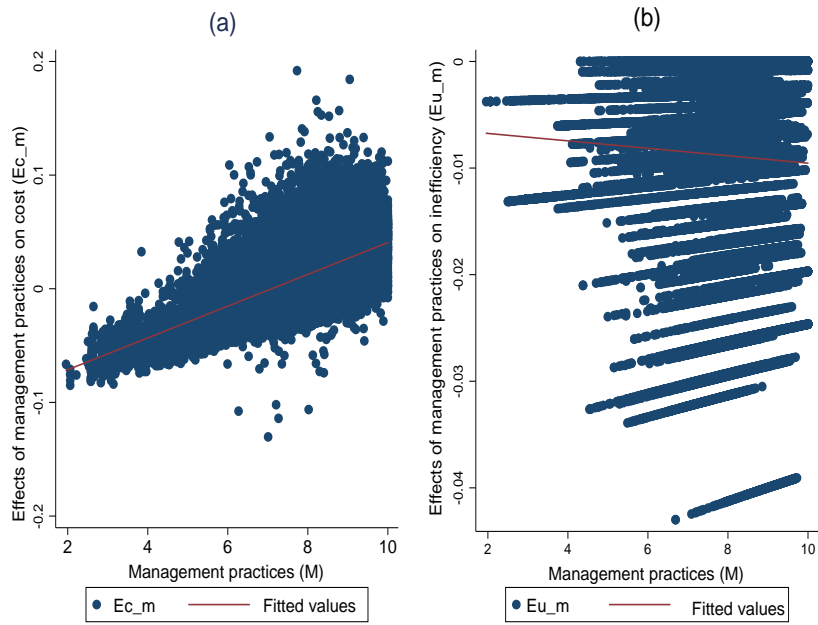 (a)
Effects of management practices on cost (Ec_m)
0.2
0.1
0
-0.1
-0.2
2 4 6 8 10
Management practices (M)
Ec_m Fitted values
(b)
Effects of management practices on inefficiency (Eu_m)
0
-0.01
-0.02
-0.03
-0.04
2 4 6 8 10
Management practices (M)
Eu_m Fitted values